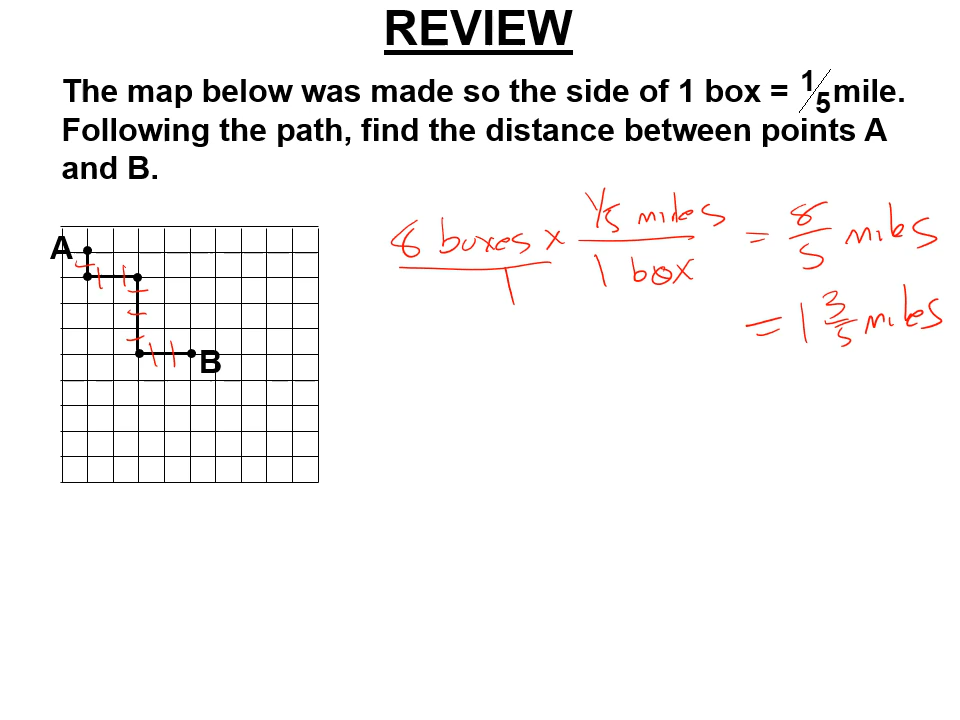 REVIEW
The map below was made so the side of 1 box = 1/5 mile.
Following the path, find the distance between points A
and B.
8 boxes x 1/5 miles = 8/5 miles
1 1 box
= 1 3/5 miles
A
B